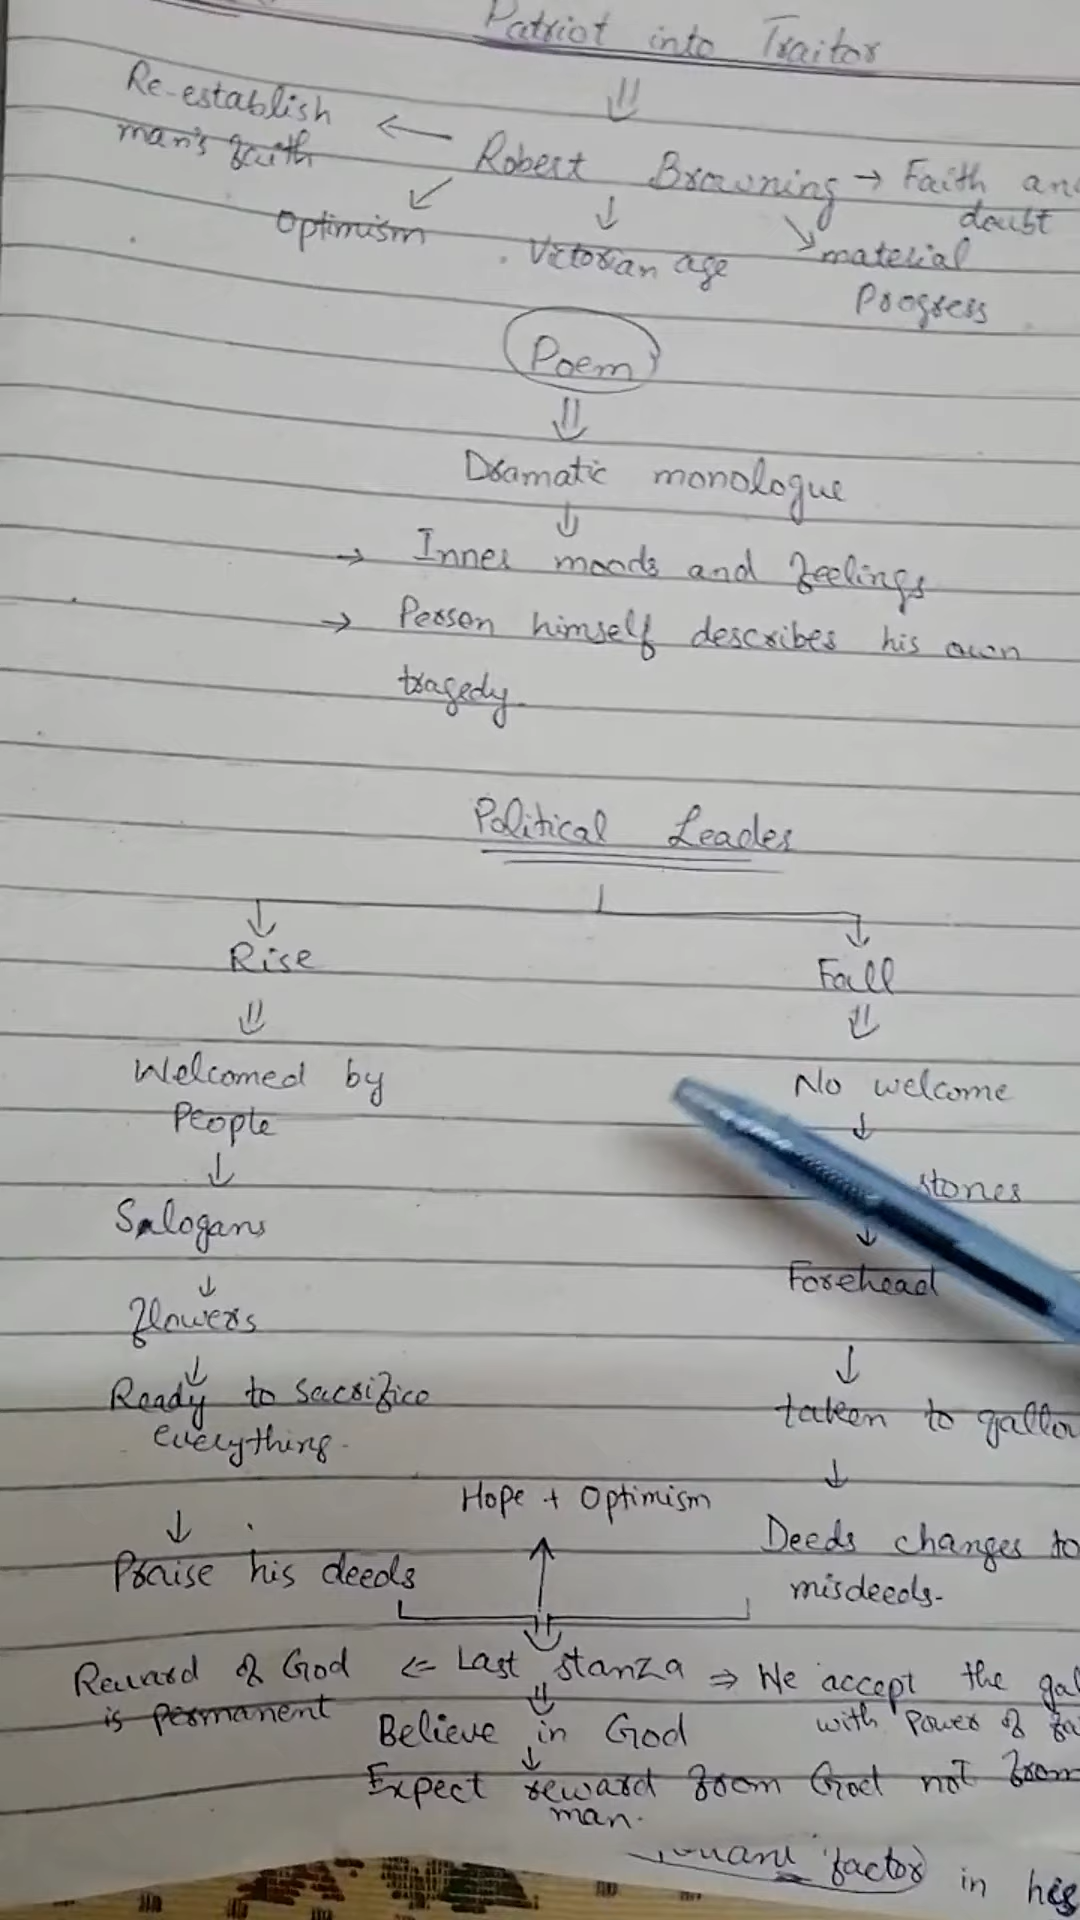 Patriot into Traitor
Re-establish
man's faith
Robert Browning → Faith and
doubt
Optimism
Victorian age
material
Progress
Poem
Dramatic monologue
→ Inner moods and feelings
→ Person himself describes his own
tragedy
Political Leader
Rise
Fall
Welcomed by
People
No welcome
Slogans
stones
flowers
Forehead
Ready to sacrifice
everything.
taken to
Hope + Optimism
Praise his deeds
Deeds changes to
misdeeds.
Reward of God
is permanent
⇐ Last stanza ⇒ We accept the
with Power of
Believe in God
Expect reward from God not from
man.
factor in his